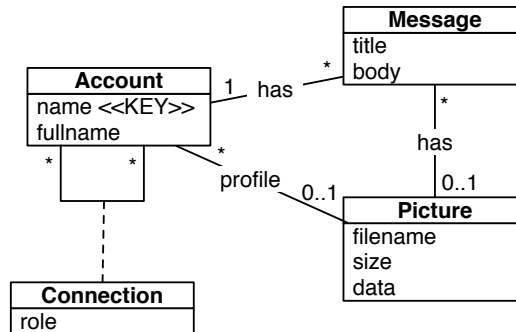 Message
title
body
Account
name <<KEY>>
fullname
1
has
*
*
*
*
profile
0..1
*
has
0..1
Picture
filename
size
data
Connection
role